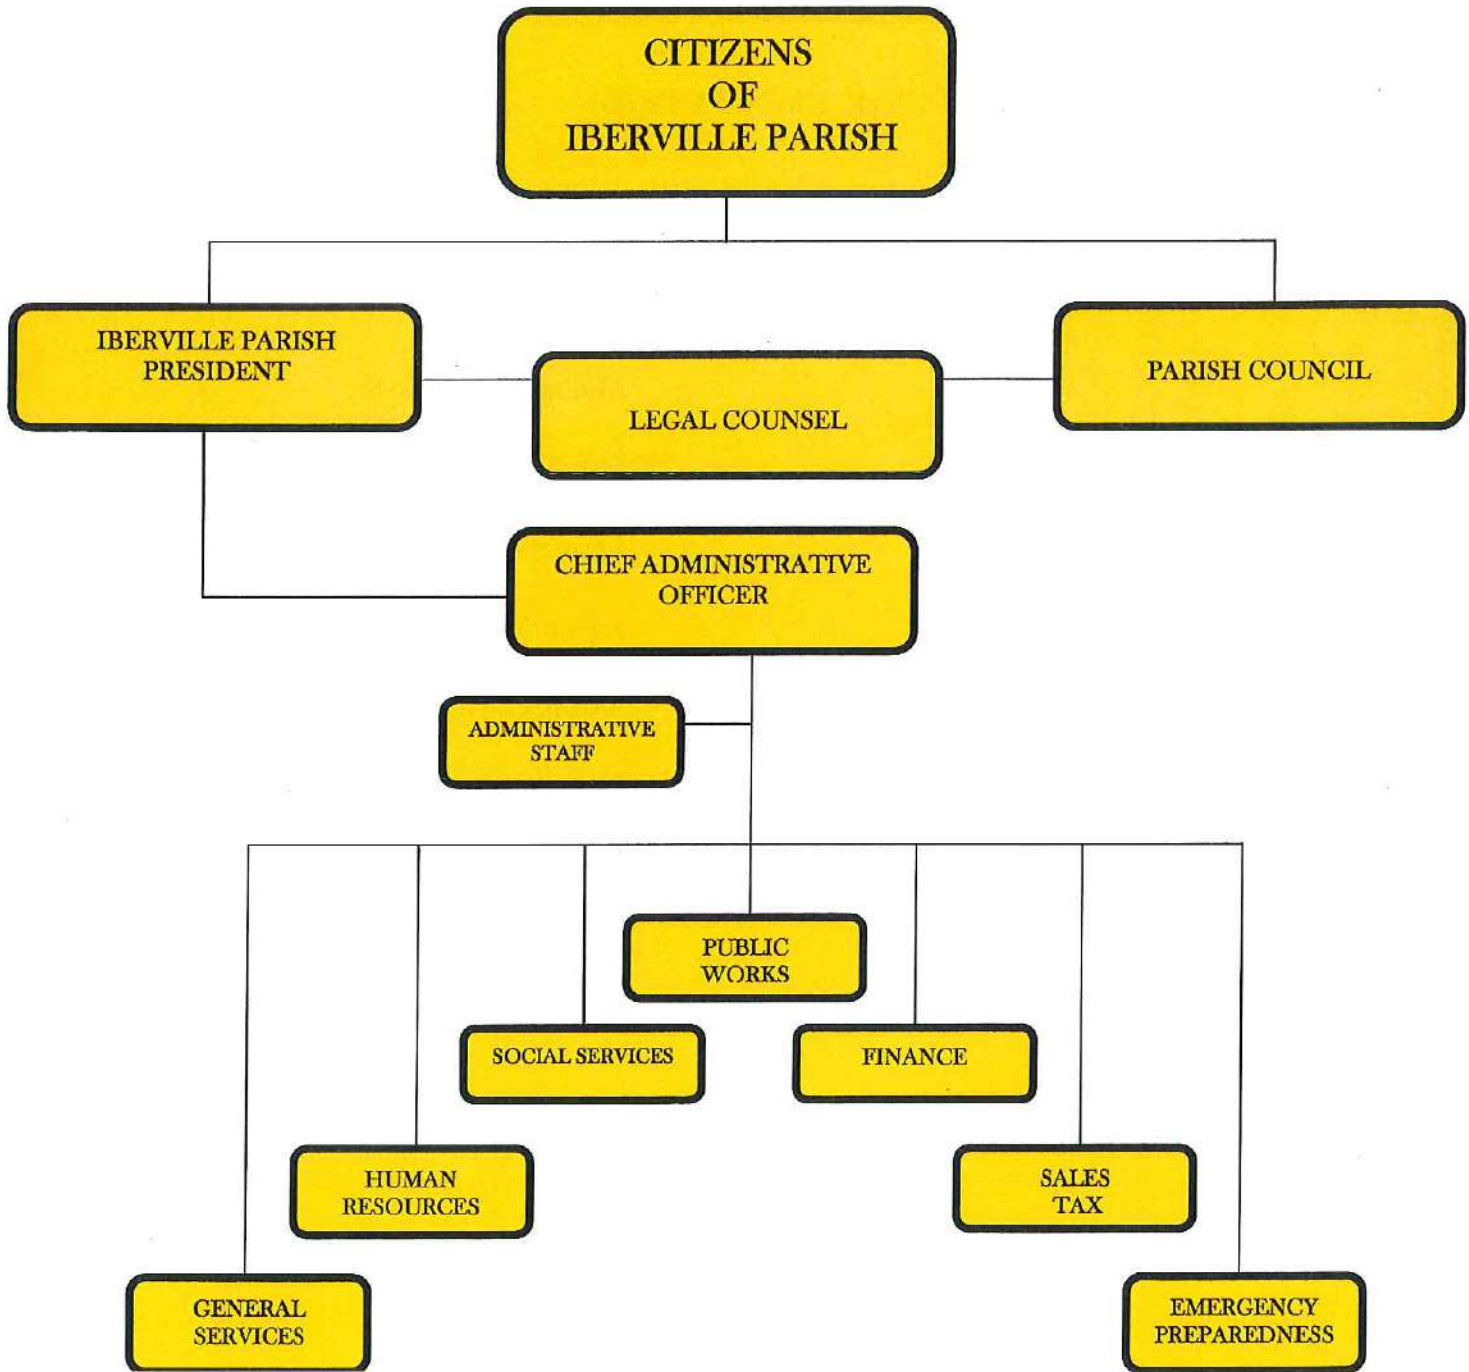 CITIZENS
OF
IBERVILLE PARISH
IBERVILLE PARISH
PRESIDENT
PARISH COUNCIL
LEGAL COUNSEL
CHIEF ADMINISTRATIVE
OFFICER
ADMINISTRATIVE
STAFF
PUBLIC
WORKS
SOCIAL SERVICES
FINANCE
HUMAN
RESOURCES
SALES
TAX
GENERAL
SERVICES
EMERGENCY
PREPAREDNESS